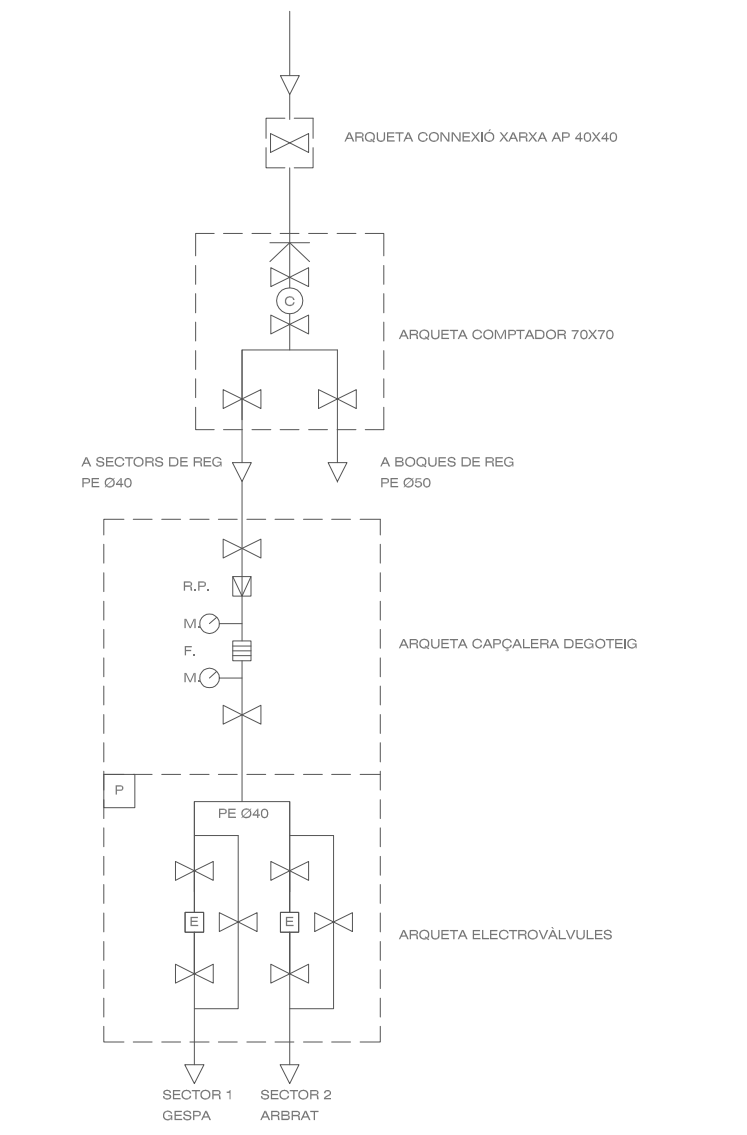 ARQUETA CONNEXIÓ XARXA AP 40X40
C
ARQUETA COMPTADOR 70X70
A SECTORS DE REG
PE Ø40
A BOQUES DE REG
PE Ø50
R.P.
M.
F.
M.
ARQUETA CAPÇALERA DEGOTEIG
P
PE Ø40
E
E
ARQUETA ELECTROVÀLVULES
SECTOR 1
GESPA
SECTOR 2
ARBRAT